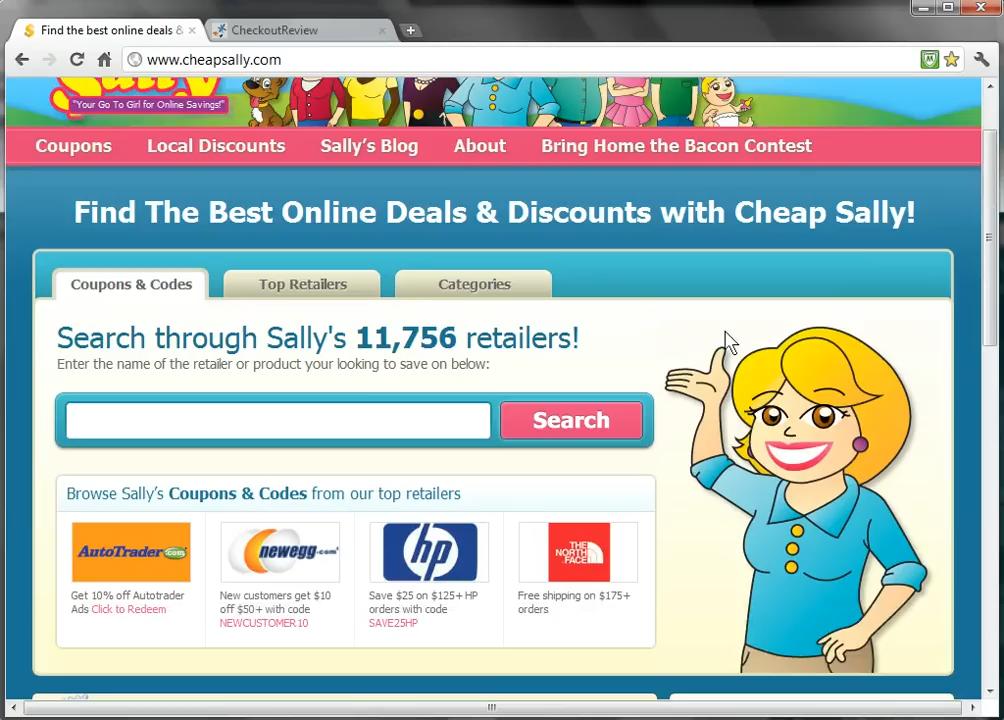 Find the best online deals &
CheckoutReview
www.cheapsally.com
Sally
"Your Go To Girl for Online Savings!"
Coupons Local Discounts Sally's Blog About Bring Home the Bacon Contest
Find The Best Online Deals & Discounts with Cheap Sally!
Coupons & Codes Top Retailers Categories
Search through Sally's 11,756 retailers!
Enter the name of the retailer or product your looking to save on below:
Search
Browse Sally's Coupons & Codes from our top retailers
AutoTrader.com
newegg.com
hp
THE
NORTH
FACE
Get 10% off Autotrader
Ads Click to Redeem
New customers get $10
off $50+ with code
NEWCUSTOMER10
Save $25 on $125+ HP
orders with code
SAVE25HP
Free shipping on $175+
orders